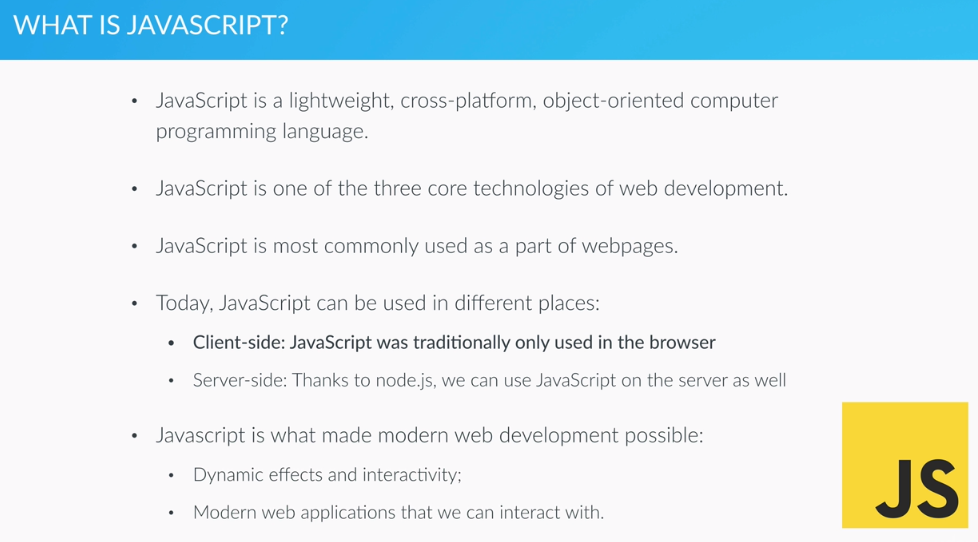 WHAT IS JAVASCRIPT?
• JavaScript is a lightweight, cross-platform, object-oriented computer
programming language.
• JavaScript is one of the three core technologies of web development.
• JavaScript is most commonly used as a part of webpages.
• Today, JavaScript can be used in different places:
• Client-side: JavaScript was traditionally only used in the browser
• Server-side: Thanks to node.js, we can use JavaScript on the server as well
• Javascript is what made modern web development possible:
• Dynamic effects and interactivity;
• Modern web applications that we can interact with.
JS